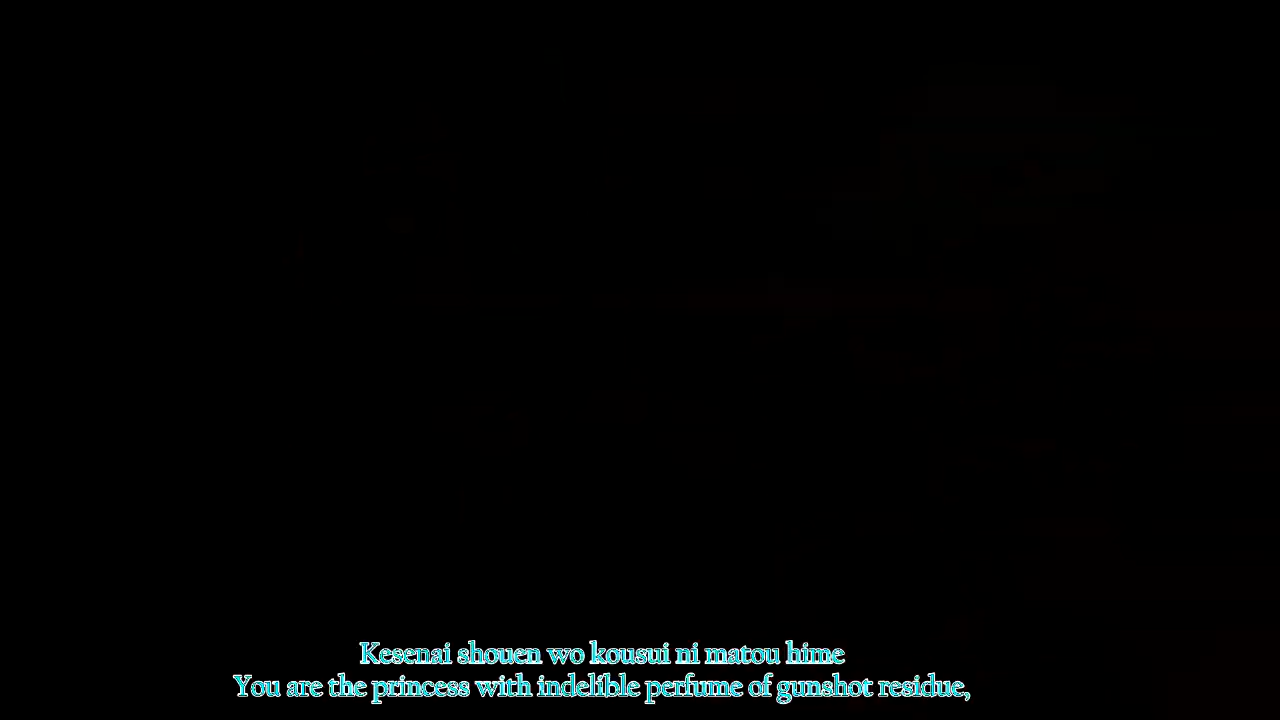 Kesenai shouen wo kousui ni matou hime
You are the princess with indelible perfume of gunshot residue,